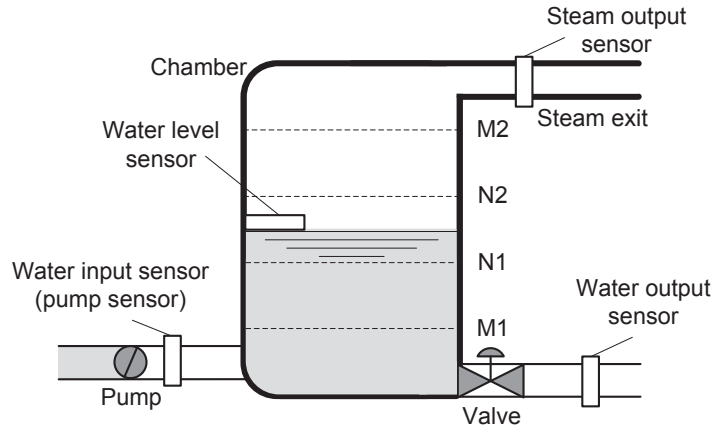 Steam output
sensor
Chamber
Steam exit
M2
Water level
sensor
N2
N1
Water input sensor
(pump sensor)
Water output
sensor
M1
Pump
Valve